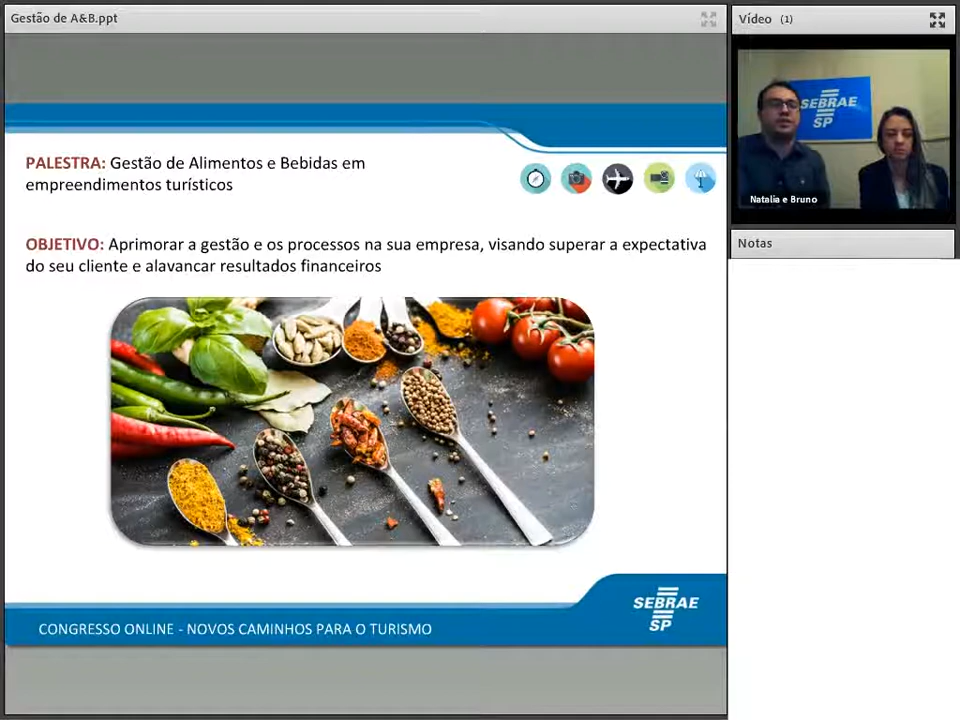 Gestão de A&B.ppt
PALESTRA: Gestão de Alimentos e Bebidas em
empreendimentos turísticos
OBJETIVO: Aprimorar a gestão e os processos na sua empresa, visando superar a expectativa
do seu cliente e alavancar resultados financeiros
SEBRAE
SP
CONGRESSO ONLINE - NOVOS CAMINHOS PARA O TURISMO
Vídeo (1)
SEBRAE
SP
Natalia e Bruno
Notas